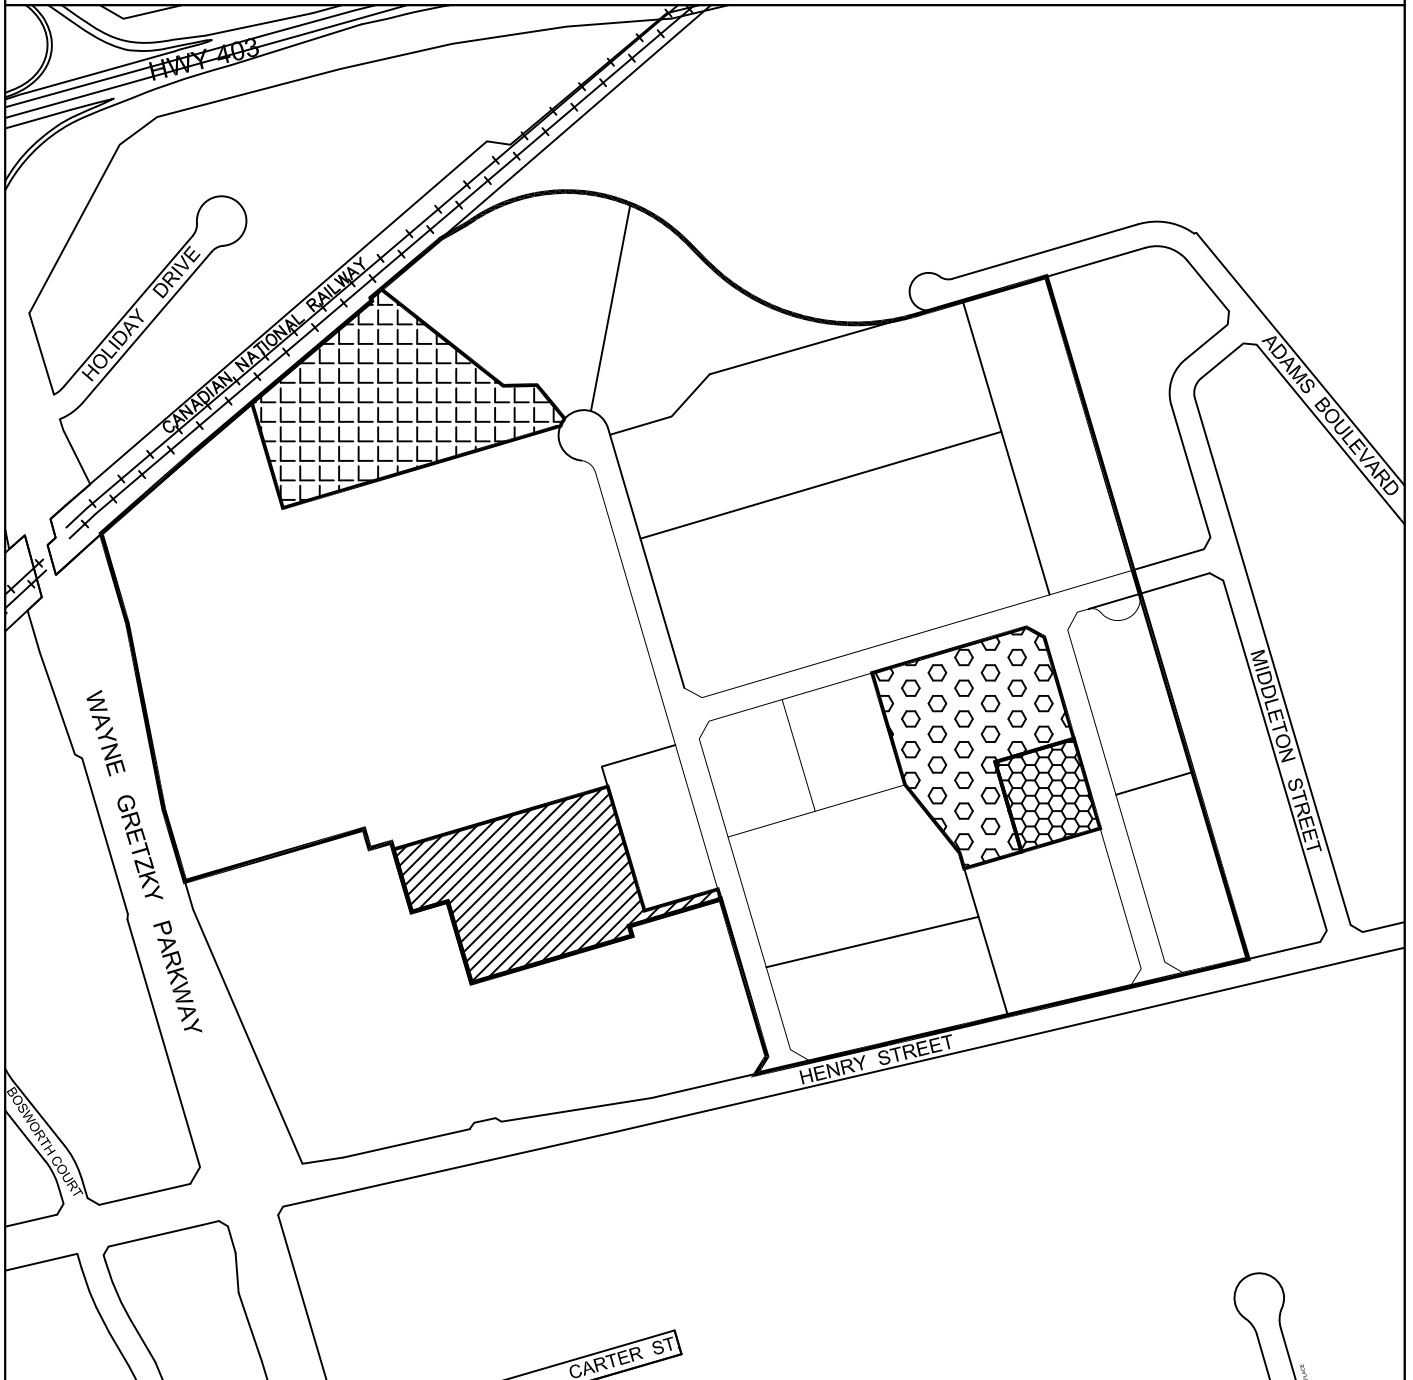 HWY 403
HOLIDAY DRIVE
CANADIAN NATIONAL RAILWAY
ADAMS BOULEVARD
MIDDLETON STREET
WAYNE GRETZKY PARKWAY
HENRY STREET
BOSWORTH COURT
CARTER ST